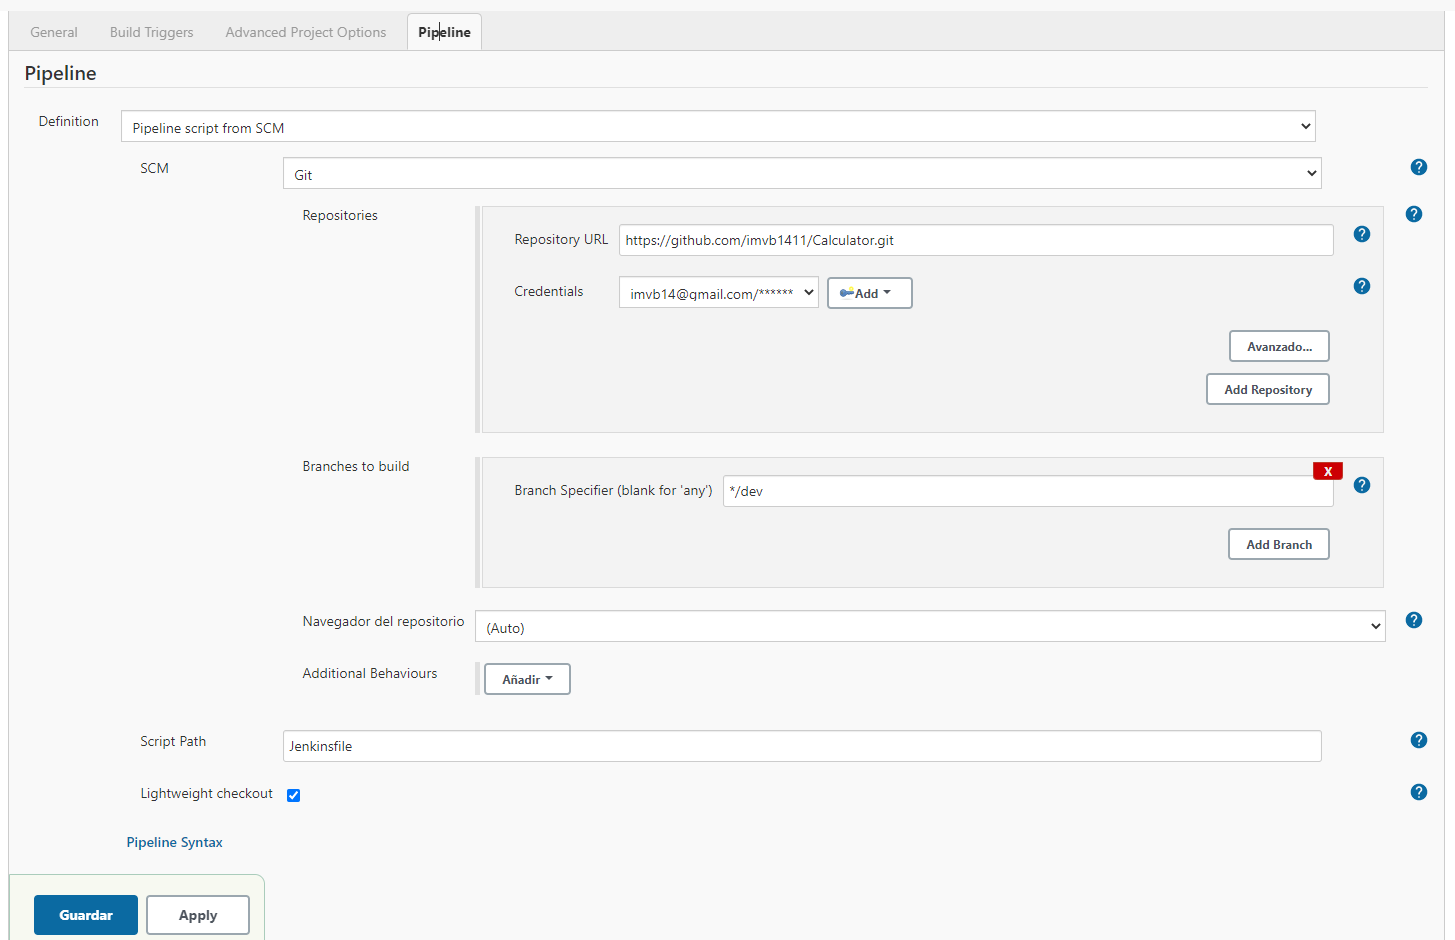 General Build Triggers Advanced Project Options Pipeline
Pipeline
Definition Pipeline script from SCM
SCM Git ?
Repositories ?
Repository URL https://github.com/imvb1411/Calculator.git ?
Credentials imvb14@gmail.com/****** Add ?
Avanzado...
Add Repository
Branches to build
X
Branch Specifier (blank for 'any') */dev ?
Add Branch
Navegador del repositorio (Auto) ?
Additional Behaviours Añadir
Script Path Jenkinsfile ?
Lightweight checkout ?
Pipeline Syntax
Guardar Apply